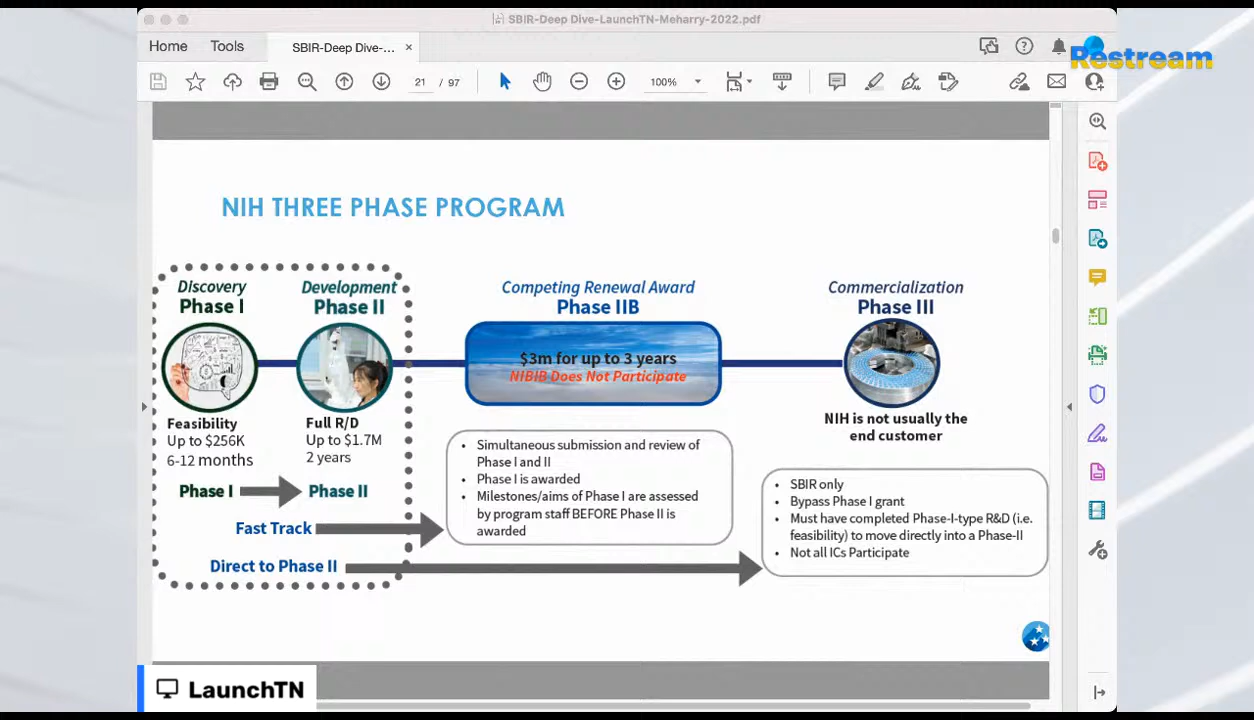 SBIR-Deep Dive-LaunchTN-Meharry-2022.pdf
Home
Tools
SBIR-Deep Dive-... ×
Restream
21 / 97
100%
NIH THREE PHASE PROGRAM
Discovery
Phase I
Development
Phase II
Competing Renewal Award
Phase IIB
Commercialization
Phase III
$3m for up to 3 years
NIBIB Does Not Participate
Feasibility
Up to $256K
6-12 months
Full R/D
Up to $1.7M
2 years
NIH is not usually the
end customer
Phase I
Phase II
Fast Track
Direct to Phase II
• Simultaneous submission and review of
Phase I and II
• Phase I is awarded
• Milestones/aims of Phase I are assessed
by program staff BEFORE Phase II is
awarded
• SBIR only
• Bypass Phase I grant
• Must have completed Phase-I-type R&D (i.e.
feasibility) to move directly into a Phase-II
• Not all ICs Participate
LaunchTN